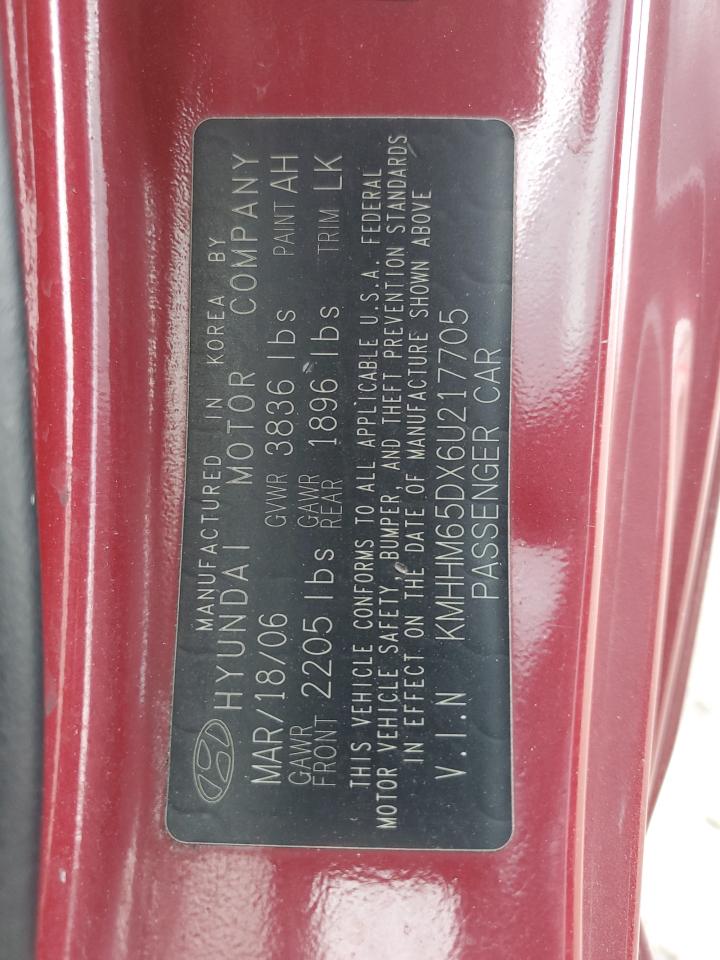 MANUFACTURED IN KOREA BY
HYUNDAI MOTOR COMPANY
MAR/18/06 GVWR 3836 lbs PAINT AH
GAWR FRONT 2205 lbs GAWR REAR 1896 lbs TRIM LK
THIS VEHICLE CONFORMS TO ALL APPLICABLE U.S.A. FEDERAL
MOTOR VEHICLE SAFETY, BUMPER, AND THEFT PREVENTION STANDARDS
IN EFFECT ON THE DATE OF MANUFACTURE SHOWN ABOVE
V.I.N KMHHM65DX6U217705
PASSENGER CAR